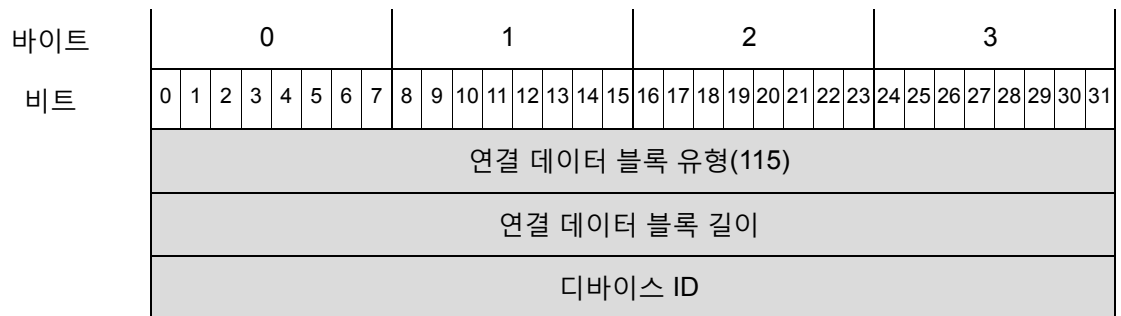 바이트 0 1 2 3
비트 0 1 2 3 4 5 6 7 8 9 10 11 12 13 14 15 16 17 18 19 20 21 22 23 24 25 26 27 28 29 30 31
연결 데이터 블록 유형(115)
연결 데이터 블록 길이
디바이스 ID